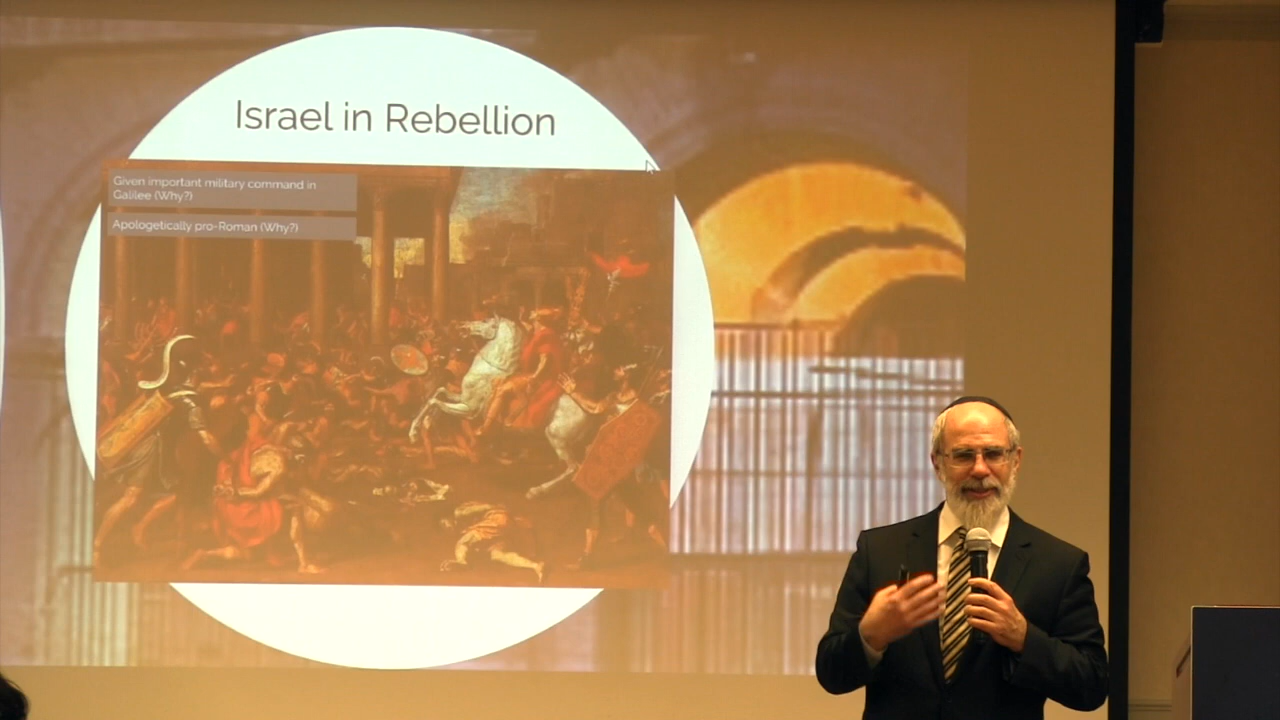 Israel in Rebellion
Given important military command in
Galilee (Why?)
Apologetically pro-Roman (Why?)